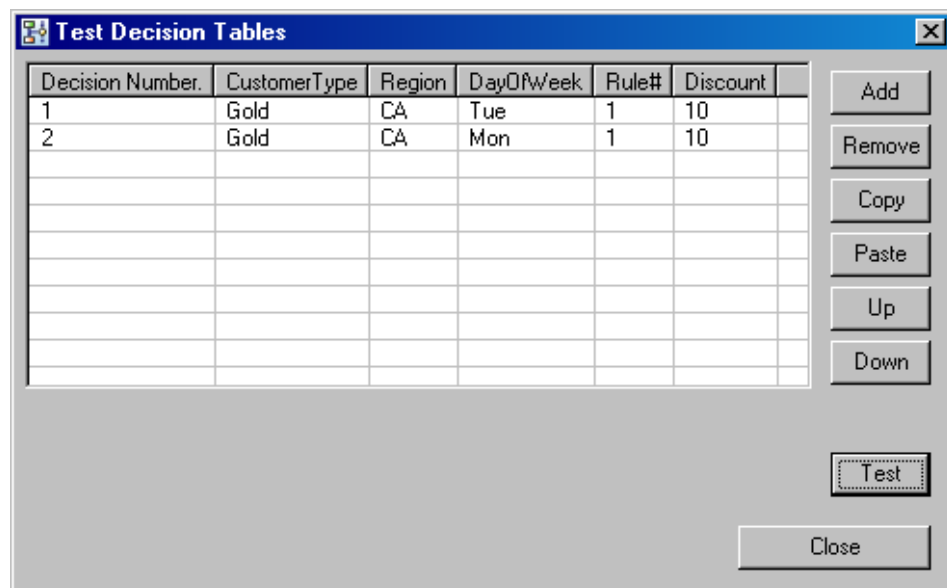 Test Decision Tables
Decision Number. CustomerType Region DayOfWeek Rule# Discount
1 Gold CA Tue 1 10
2 Gold CA Mon 1 10
Add
Remove
Copy
Paste
Up
Down
Test
Close